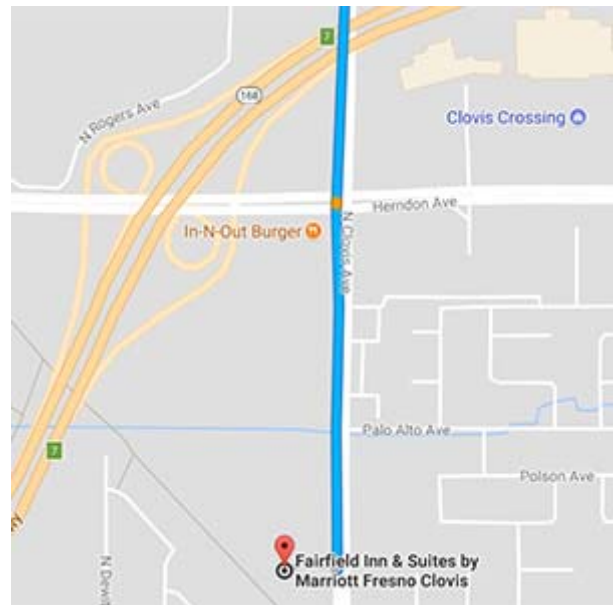 7
168
N Rogers Ave
Clovis Crossing
Herndon Ave
In-N-Out Burger
N Clovis Ave
Palo Alto Ave
7
Polson Ave
Fairfield Inn & Suites by
Marriott Fresno Clovis
N Dewit